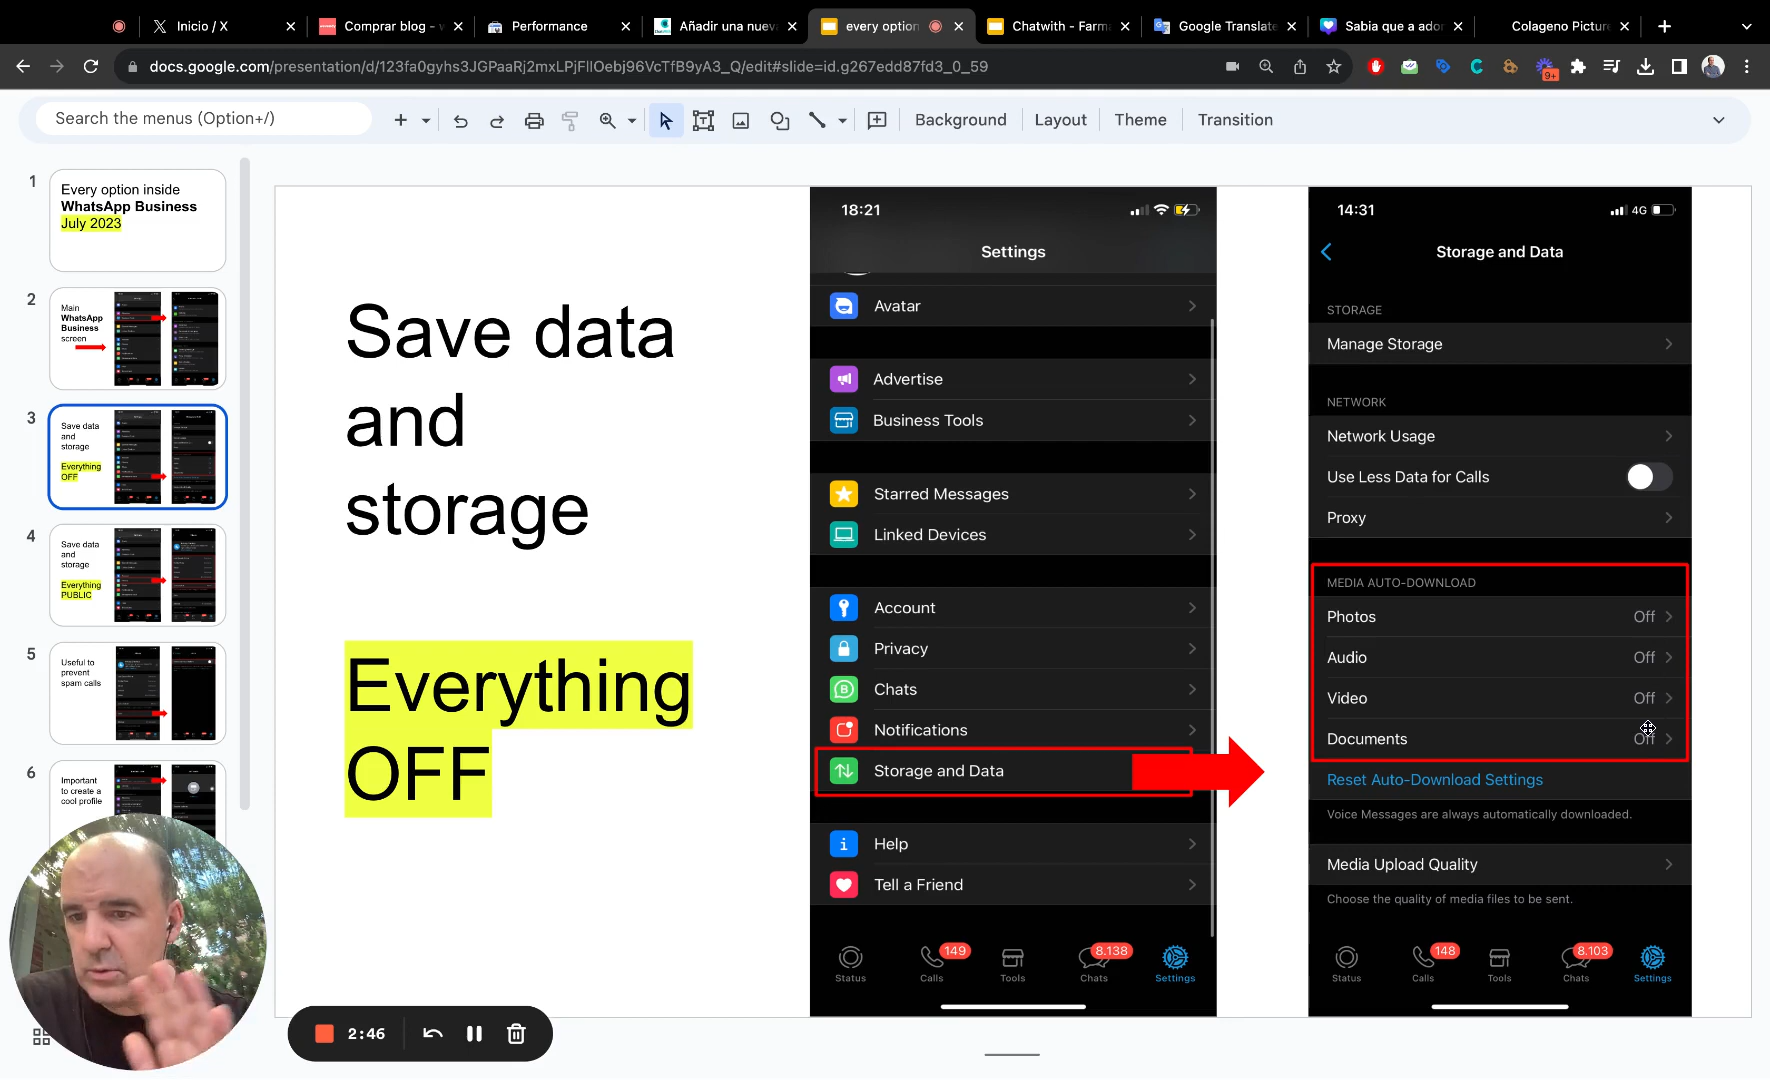 Inicio / X
Comprar blog - v
Performance
Añadir una nueva
every option
Chatwith - Farm
Google Translate
Sabia que a ador
Colageno Picture
docs.google.com/presentation/d/123fa0gyhs3JGPaaRj2mxLPjFIlOebj96VcTfB9yA3_Q/edit#slide=id.g267edd87fd3_0_59
9+
Search the menus (Option+/)
Background
Layout
Theme
Transition
1
Every option inside
WhatsApp Business
July 2023
2
Main
WhatsApp
Business
screen
3
Save data
and
storage
Everything
OFF
4
Save data
and
storage
Everything
PUBLIC
5
Useful to
prevent
spam calls
6
Important
to create a
cool profile
Save data
and
storage
Everything
OFF
18:21
Settings
Avatar
Advertise
Business Tools
Starred Messages
Linked Devices
Account
Privacy
Chats
Notifications
Storage and Data
Help
Tell a Friend
149
8.138
Status
Calls
Tools
Chats
Settings
14:31
4G
Storage and Data
STORAGE
Manage Storage
NETWORK
Network Usage
Use Less Data for Calls
Proxy
MEDIA AUTO-DOWNLOAD
Photos Off
Audio Off
Video Off
Documents Off
Reset Auto-Download Settings
Voice Messages are always automatically downloaded.
Media Upload Quality
Choose the quality of media files to be sent.
148
8.103
Status
Calls
Tools
Chats
Settings
2:46